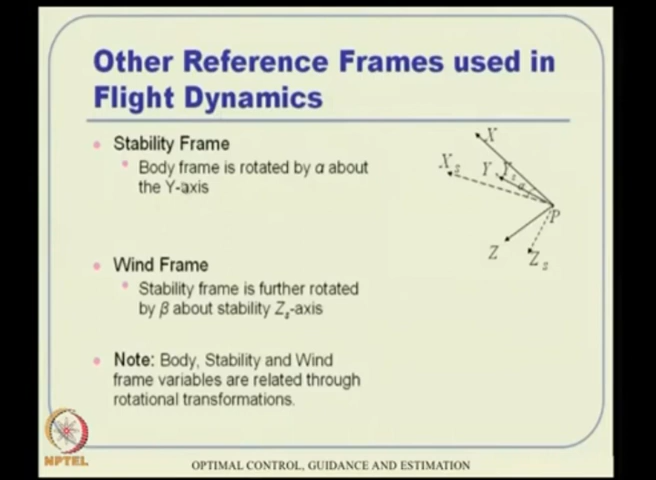 Other Reference Frames used in
Flight Dynamics
Stability Frame
Body frame is rotated by α about
the Y-axis
Wind Frame
Stability frame is further rotated
by β about stability Zs-axis
Note: Body, Stability and Wind
frame variables are related through
rotational transformations.
X
Xs
Y Ys
α
P
Z
Zs
NPTEL
OPTIMAL CONTROL, GUIDANCE AND ESTIMATION